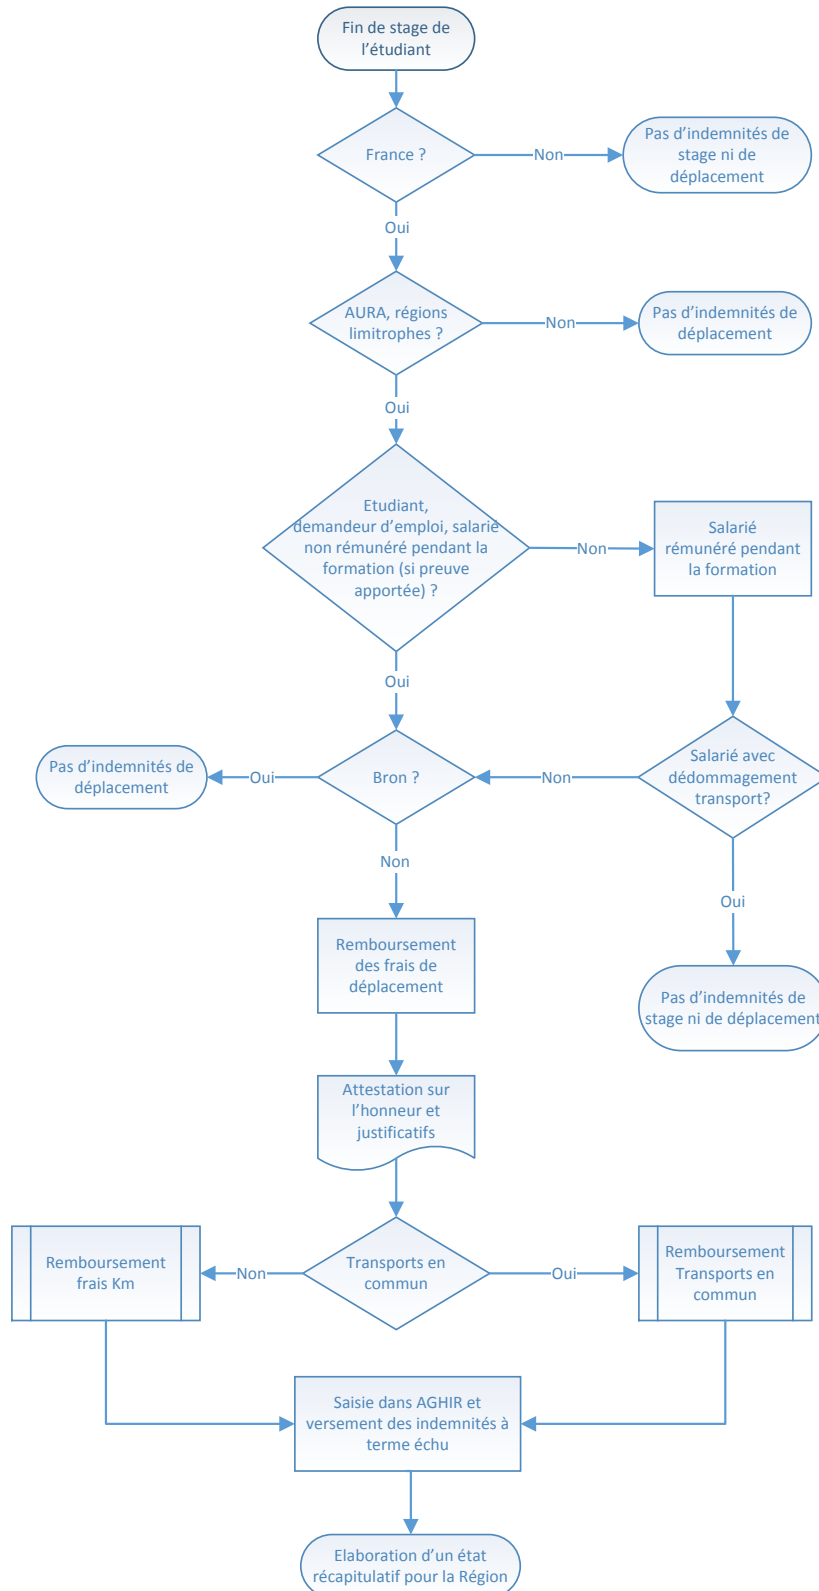 Fin de stage de
l’étudiant
France ?
Non
Pas d’indemnités de
stage ni de
déplacement
Oui
AURA, régions
limitrophes ?
Non
Pas d’indemnités de
déplacement
Oui
Etudiant,
demandeur d’emploi, salarié
non rémunéré pendant la
formation (si preuve
apportée) ?
Non
Salarié
rémunéré pendant
la formation
Oui
Pas d’indemnités de
déplacement
Oui
Bron ?
Non
Salarié avec
dédommagement
transport?
Non
Oui
Remboursement
des frais de
déplacement
Pas d’indemnités de
stage ni de déplacement
Attestation sur
l’honneur et
justificatifs
Remboursement
frais Km
Non
Transports en
commun
Oui
Remboursement
Transports en
commun
Saisie dans AGHIR et
versement des indemnités à
terme échu
Elaboration d’un état
récapitulatif pour la Région